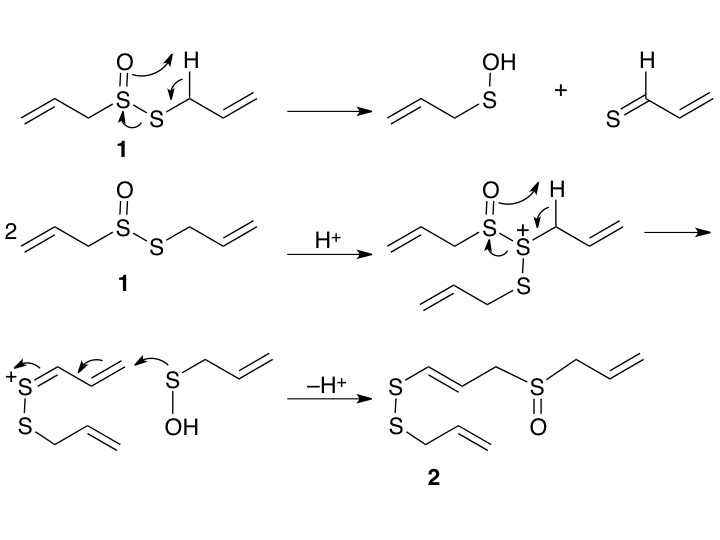 O H OH H
S S S + S
1
O O H
2 S S H+ S S+
1 S
+
S S S S
S OH –H+ S O
2